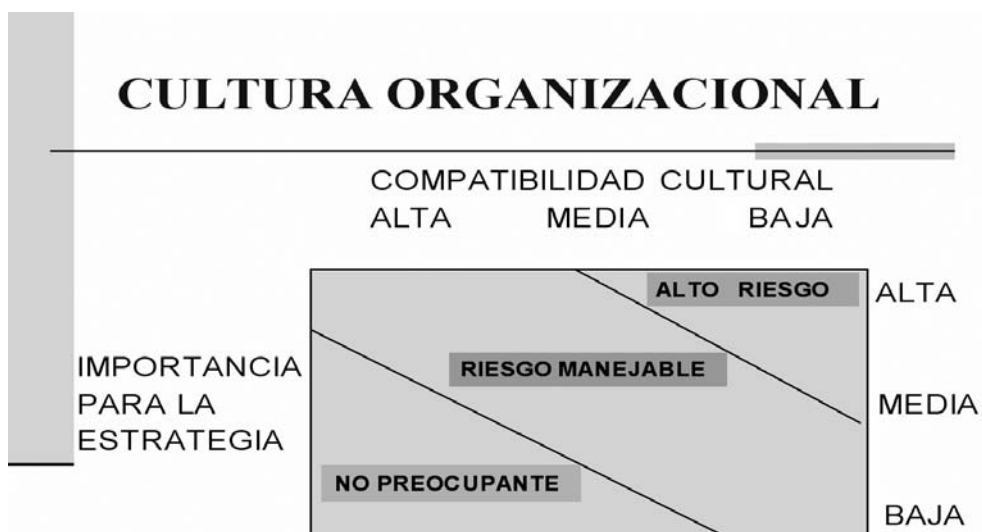 CULTURA ORGANIZACIONAL
COMPATIBILIDAD CULTURAL
ALTA MEDIA BAJA
ALTO RIESGO
ALTA
IMPORTANCIA
PARA LA
ESTRATEGIA
RIESGO MANEJABLE
MEDIA
NO PREOCUPANTE
BAJA